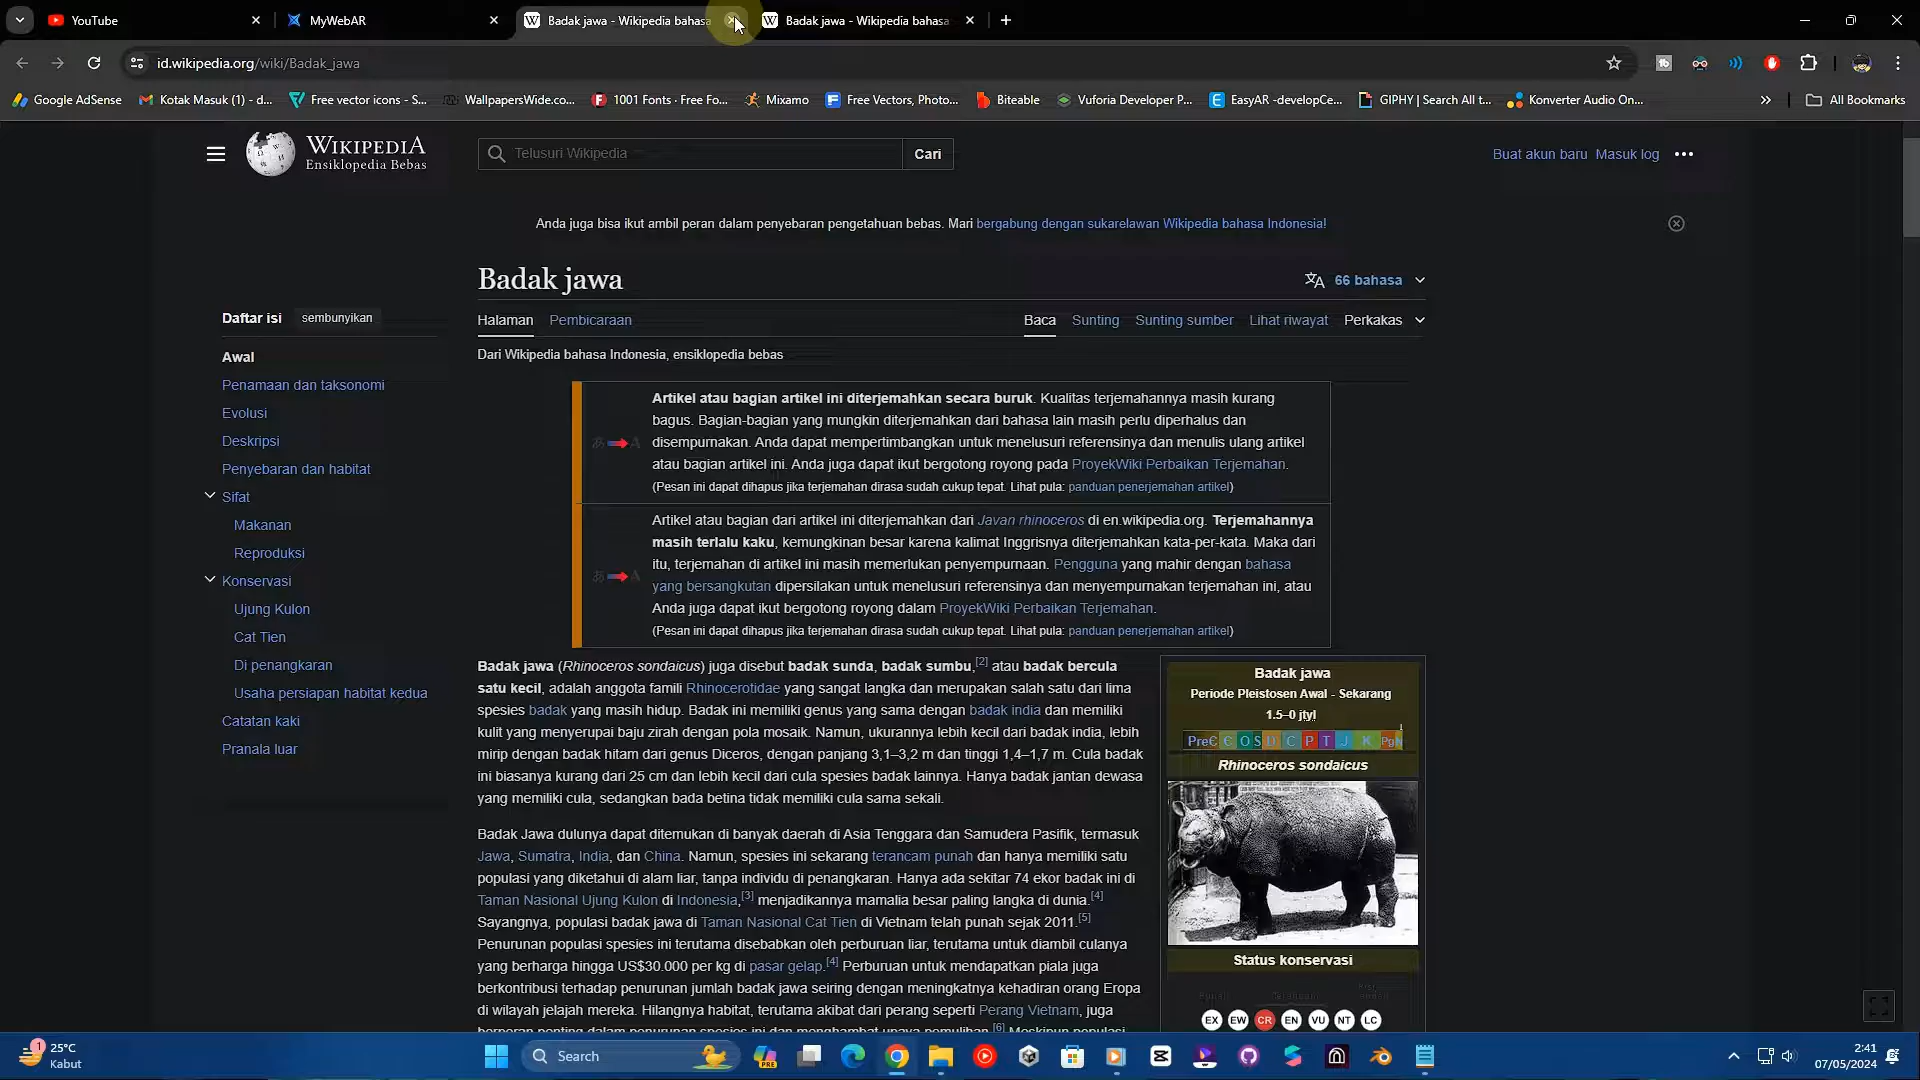 YouTube
MyWebAR
Badak jawa - Wikipedia bahasa
Badak jawa - Wikipedia bahasa
id.wikipedia.org/wiki/Badak_jawa
Google AdSense
Kotak Masuk (1) - d...
Free vector icons - S...
WallpapersWide.co...
1001 Fonts · Free Fo...
Mixamo
Free Vectors, Photo...
Biteable
Vuforia Developer P...
EasyAR -developCe...
GIPHY | Search All t...
Konverter Audio On...
All Bookmarks
WIKIPEDIA
Ensiklopedia Bebas
Telusuri Wikipedia
Cari
Buat akun baru
Masuk log
Anda juga bisa ikut ambil peran dalam penyebaran pengetahuan bebas. Mari bergabung dengan sukarelawan Wikipedia bahasa Indonesia!
Badak jawa
66 bahasa
Daftar isi
sembunyikan
Awal
Penamaan dan taksonomi
Evolusi
Deskripsi
Penyebaran dan habitat
Sifat
Makanan
Reproduksi
Konservasi
Ujung Kulon
Cat Tien
Di penangkaran
Usaha persiapan habitat kedua
Catatan kaki
Pranala luar
Halaman
Pembicaraan
Baca
Sunting
Sunting sumber
Lihat riwayat
Perkakas
Dari Wikipedia bahasa Indonesia, ensiklopedia bebas
Artikel atau bagian artikel ini diterjemahkan secara buruk. Kualitas terjemahannya masih kurang
bagus. Bagian-bagian yang mungkin diterjemahkan dari bahasa lain masih perlu diperhalus dan
disempurnakan. Anda dapat mempertimbangkan untuk menelusuri referensinya dan menulis ulang artikel
atau bagian artikel ini. Anda juga dapat ikut bergotong royong pada ProyekWiki Perbaikan Terjemahan.
(Pesan ini dapat dihapus jika terjemahan dirasa sudah cukup tepat. Lihat pula: panduan penerjemahan artikel)
Artikel atau bagian dari artikel ini diterjemahkan dari Javan rhinoceros di en.wikipedia.org. Terjemahannya
masih terlalu kaku, kemungkinan besar karena kalimat Inggrisnya diterjemahkan kata-per-kata. Maka dari
itu, terjemahan di artikel ini masih memerlukan penyempurnaan. Pengguna yang mahir dengan bahasa
yang bersangkutan dipersilakan untuk menelusuri referensinya dan menyempurnakan terjemahan ini, atau
Anda juga dapat ikut bergotong royong dalam ProyekWiki Perbaikan Terjemahan.
(Pesan ini dapat dihapus jika terjemahan dirasa sudah cukup tepat. Lihat pula: panduan penerjemahan artikel)
Badak jawa (Rhinoceros sondaicus) juga disebut badak sunda, badak sumbu,[2] atau badak bercula
satu kecil, adalah anggota famili Rhinocerotidae yang sangat langka dan merupakan salah satu dari lima
spesies badak yang masih hidup. Badak ini memiliki genus yang sama dengan badak india dan memiliki
kulit yang menyerupai baju zirah dengan pola mosaik. Namun, ukurannya lebih kecil dari badak india, lebih
mirip dengan badak hitam dari genus Diceros, dengan panjang 3,1–3,2 m dan tinggi 1,4–1,7 m. Cula badak
ini biasanya kurang dari 25 cm dan lebih kecil dari cula spesies badak lainnya. Hanya badak jantan dewasa
yang memiliki cula, sedangkan bada betina tidak memiliki cula sama sekali.
Badak Jawa dulunya dapat ditemukan di banyak daerah di Asia Tenggara dan Samudera Pasifik, termasuk
Jawa, Sumatra, India, dan China. Namun, spesies ini sekarang terancam punah dan hanya memiliki satu
populasi yang diketahui di alam liar, tanpa individu di penangkaran. Hanya ada sekitar 74 ekor badak ini di
Taman Nasional Ujung Kulon di Indonesia,[3] menjadikannya mamalia besar paling langka di dunia.[4]
Sayangnya, populasi badak jawa di Taman Nasional Cat Tien di Vietnam telah punah sejak 2011.[5]
Penurunan populasi spesies ini terutama disebabkan oleh perburuan liar, terutama untuk diambil culanya
yang berharga hingga US$30.000 per kg di pasar gelap.[4] Perburuan untuk mendapatkan piala juga
berkontribusi terhadap penurunan jumlah badak jawa seiring dengan meningkatnya kehadiran orang Eropa
di wilayah jelajah mereka. Hilangnya habitat, terutama akibat dari perang seperti Perang Vietnam, juga
berperan penting dalam penurunan spesies ini dan menghambat upaya pemulihan.[6] Meskipun populasi
Badak jawa
Periode Pleistosen Awal - Sekarang
1.5–0 jtyl
PreЄ Є O S D C P T J K Pg N
Rhinoceros sondaicus
Status konservasi
EX EW CR EN VU NT LC
25°C
Kabut
Search
2:41
07/05/2024